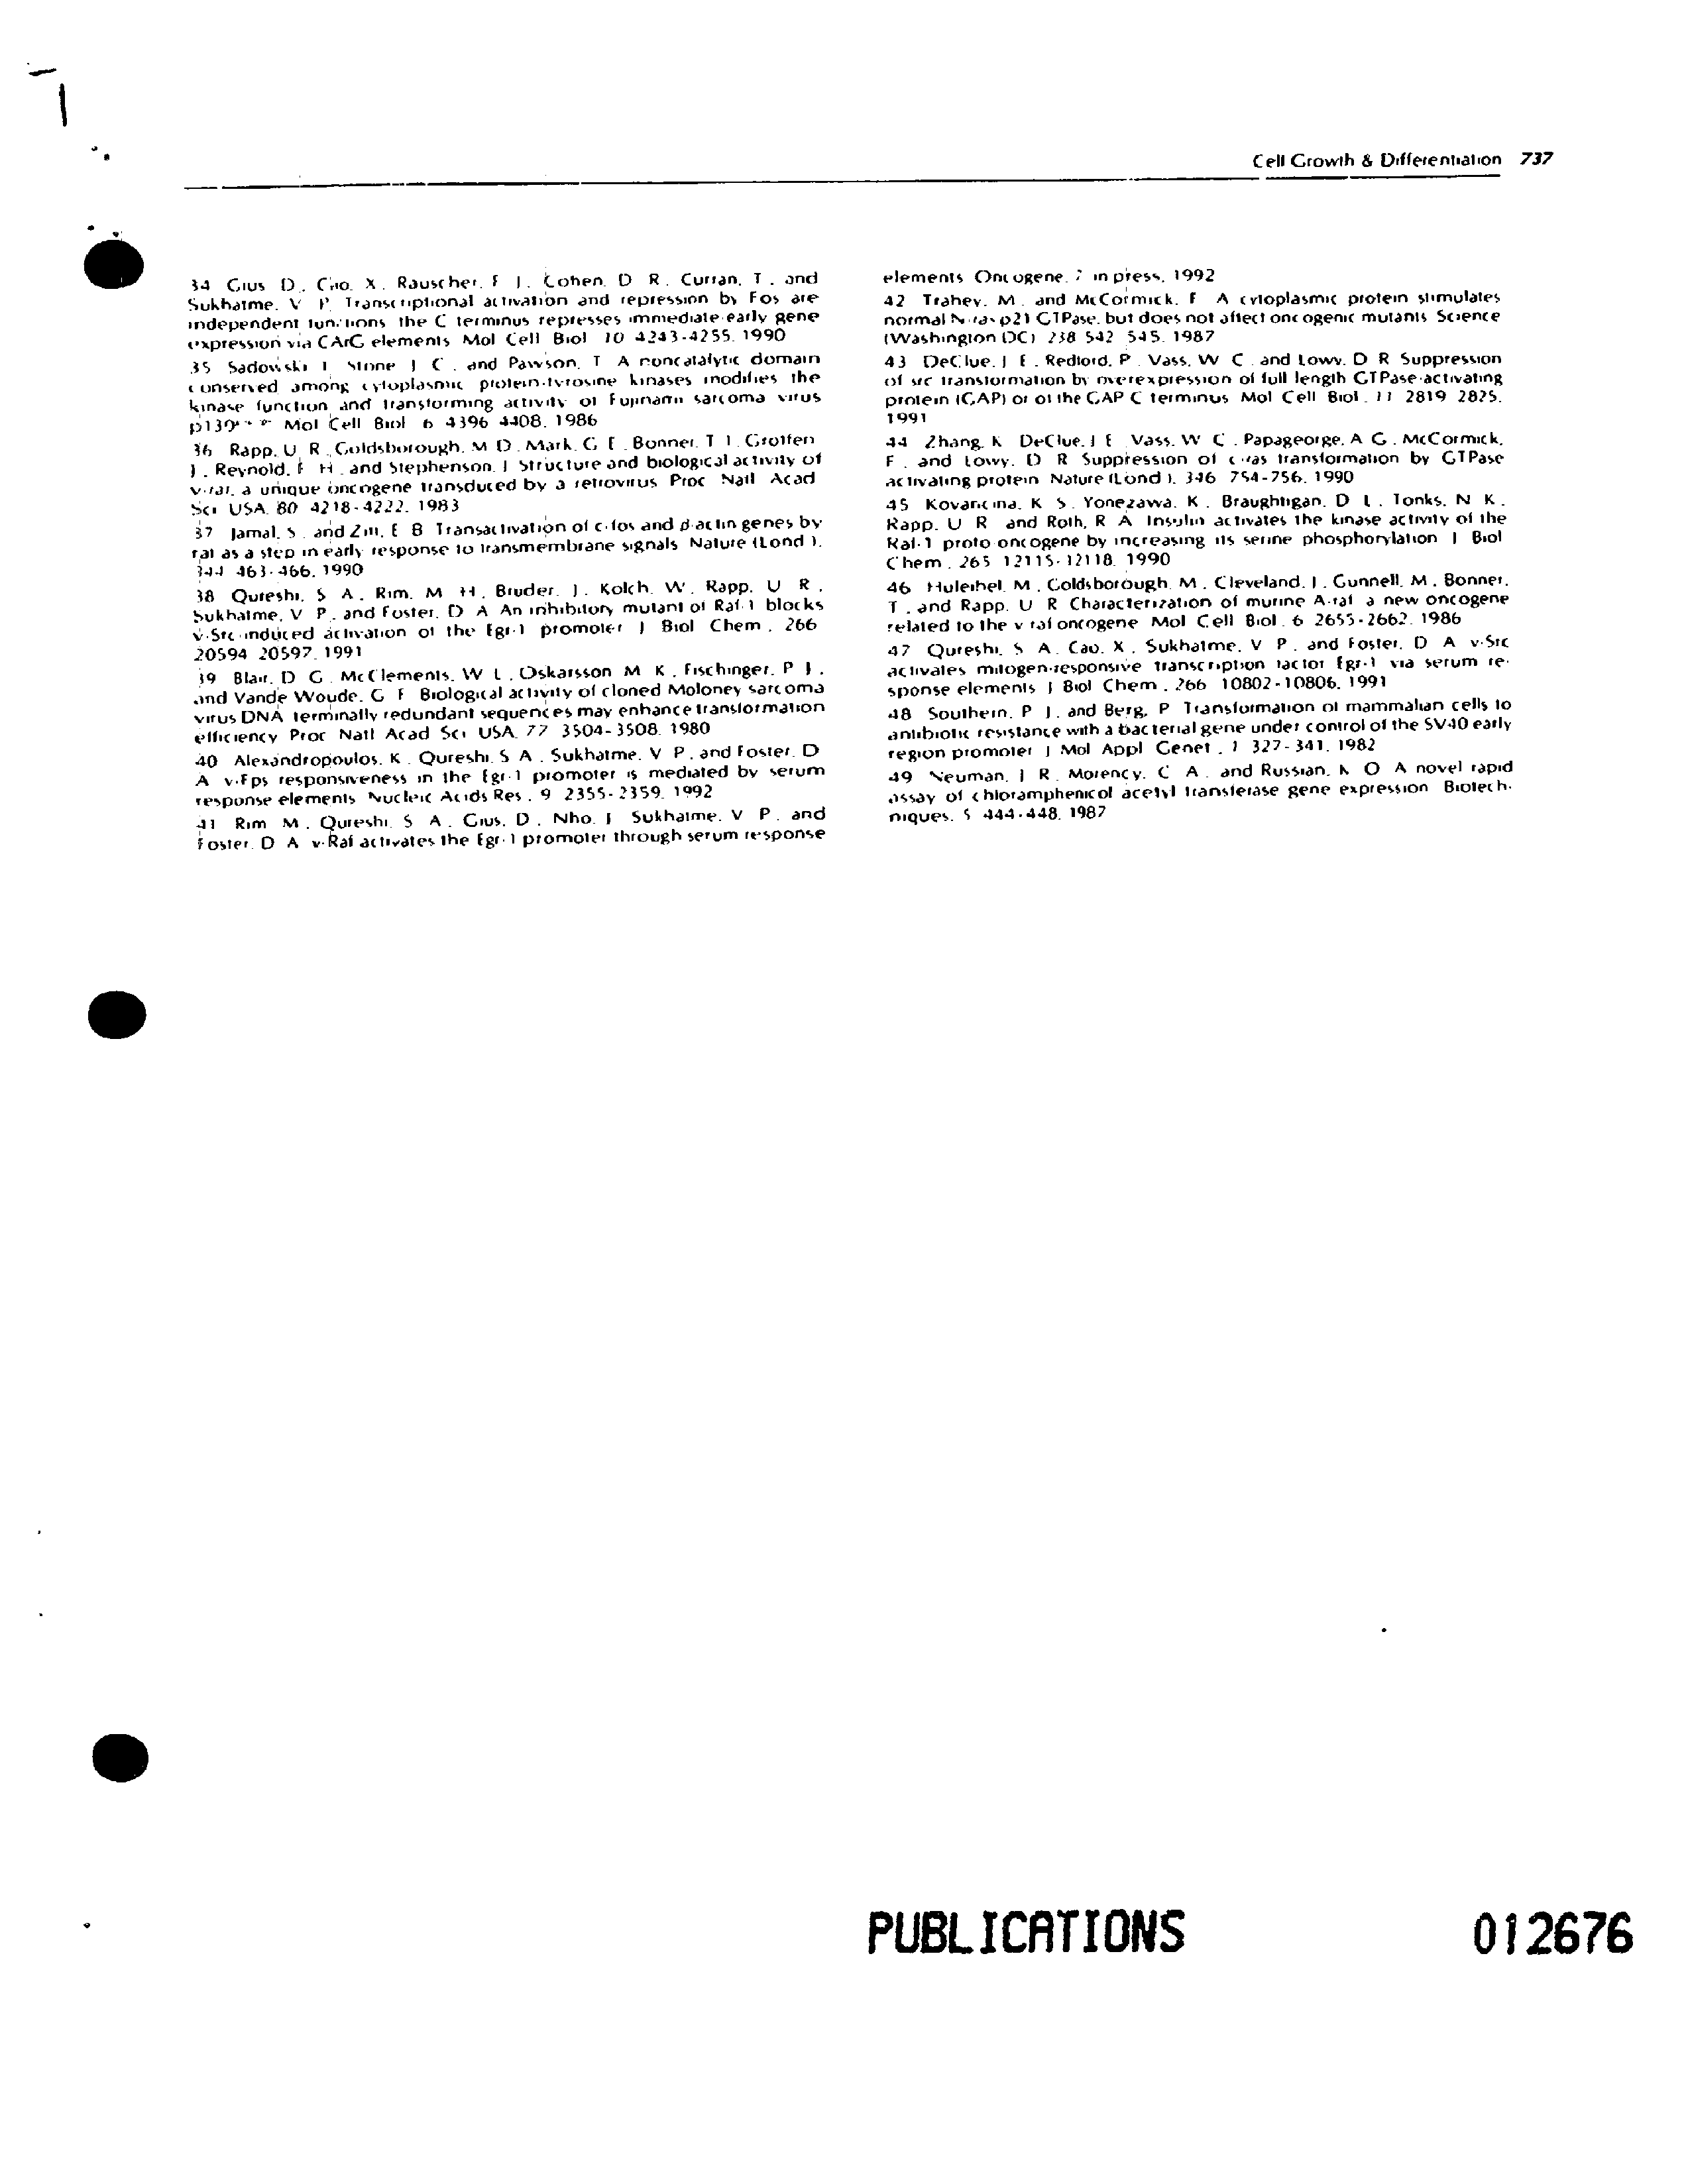 Cell Growth & Differentiation 737
34 Gius D., Cao. X. Rauscher. F J. Cohen. D R. Curran, T. and
Sukhatme. V P. Transcriptional activation and repression by Fos are
independent functions the C terminus represses immediate-early gene
expression via CArG elements Mol Cell Biol 10 4243-4255. 1990
35 Sadowski I, Stone J C. and Pawson, T A noncatalytic domain
conserved among cytoplasmic protein-tyrosine kinases modifies the
kinase function and transforming activity of Fujinami sarcoma virus
Mol Cell Biol 6 4396 4408. 1986
36 Rapp. U R. Goldsborough. M D. Mark. G E. Bonner. T I. Groffen
J. Reynold. F H. and Stephenson. J Structure and biological activity of
v-raf, a unique oncogene transduced by a retrovirus Proc Natl Acad
Sci USA. 80 4218-4222. 1983
37 Jamal. S. and Ziff, E B Transactivation of c-fos and β-actin genes by
raf as a step in early response to transmembrane signals Nature (Lond ).
344 463-466. 1990
38 Qureshi. S A. Rim. M H. Bruder. J. Kolch. W. Rapp. U R.
Sukhatme. V P. and Foster. D A An inhibitory mutant of Raf-1 blocks
v-Src-induced activation of the Egr-1 promoter J Biol Chem. 266
20594 20597. 1991
39 Blair. D G. McClements. W L. Oskarsson M K. Fischinger. P J.
and Vande Woude. G F Biological activity of cloned Moloney sarcoma
virus DNA terminally redundant sequences may enhance transformation
efficiency Proc Natl Acad Sci USA. 77 3504-3508. 1980
40 Alexandropoulos. K. Qureshi. S A. Sukhatme. V P. and Foster. D
A v-Fps responsiveness in the Egr-1 promoter is mediated by serum
response elements Nucleic Acids Res. 9 2355-2359. 1992
41 Rim M. Qureshi. S A. Gius. D. Nho. J Sukhatme. V P. and
Foster. D A v-Raf activates the Egr-1 promoter through serum response
elements Oncogene. 7 in press. 1992
42 Trahey. M. and McCormick. F A cytoplasmic protein stimulates
normal N-ras p21 GTPase. but does not affect oncogenic mutants Science
(Washington DC) 238 542 545. 1987
43 DeClue. J E. Redford. P. Vass. W C. and Lowy. D R Suppression
of src transformation by overexpression of full length GTPase-activating
protein (GAP) or of the GAP C terminus Mol Cell Biol. 11 2819 2825.
1991
44 Zhang. K DeClue. J E Vass. W C. Papageorge. A G. McCormick.
F. and Lowy. D R Suppression of c-ras transformation by GTPase
activating protein Nature (Lond ). 346 754-756. 1990
45 Kovancina. K S. Yonezawa. K. Braughtigan. D L. Tonks. N K.
Rapp. U R and Roth, R A Insulin activates the kinase activity of the
Raf-1 proto oncogene by increasing its serine phosphorylation J Biol
Chem. 265 12115-12118. 1990
46 Huleihel. M. Goldsborough. M. Cleveland. J. Gunnell. M. Bonner.
T. and Rapp. U R Characterization of murine A-raf a new oncogene
related to the v raf oncogene Mol Cell Biol. 6 2655-2662. 1986
47 Qureshi. S A. Cao. X. Sukhatme. V P. and Foster. D A v-Src
activates mitogen-responsive transcription factor Egr-1 via serum re-
sponse elements J Biol Chem. 266 10802-10806. 1991
48 Southern. P J. and Berg. P Transformation of mammalian cells to
antibiotic resistance with a bacterial gene under control of the SV40 early
region promoter J Mol Appl Genet. 1 327-341. 1982
49 Neuman. J R. Morency. C A. and Russian. K O A novel rapid
assay of chloramphenicol acetyl transferase gene expression Biotech-
niques. 5 444-448. 1987
PUBLICATIONS 012676